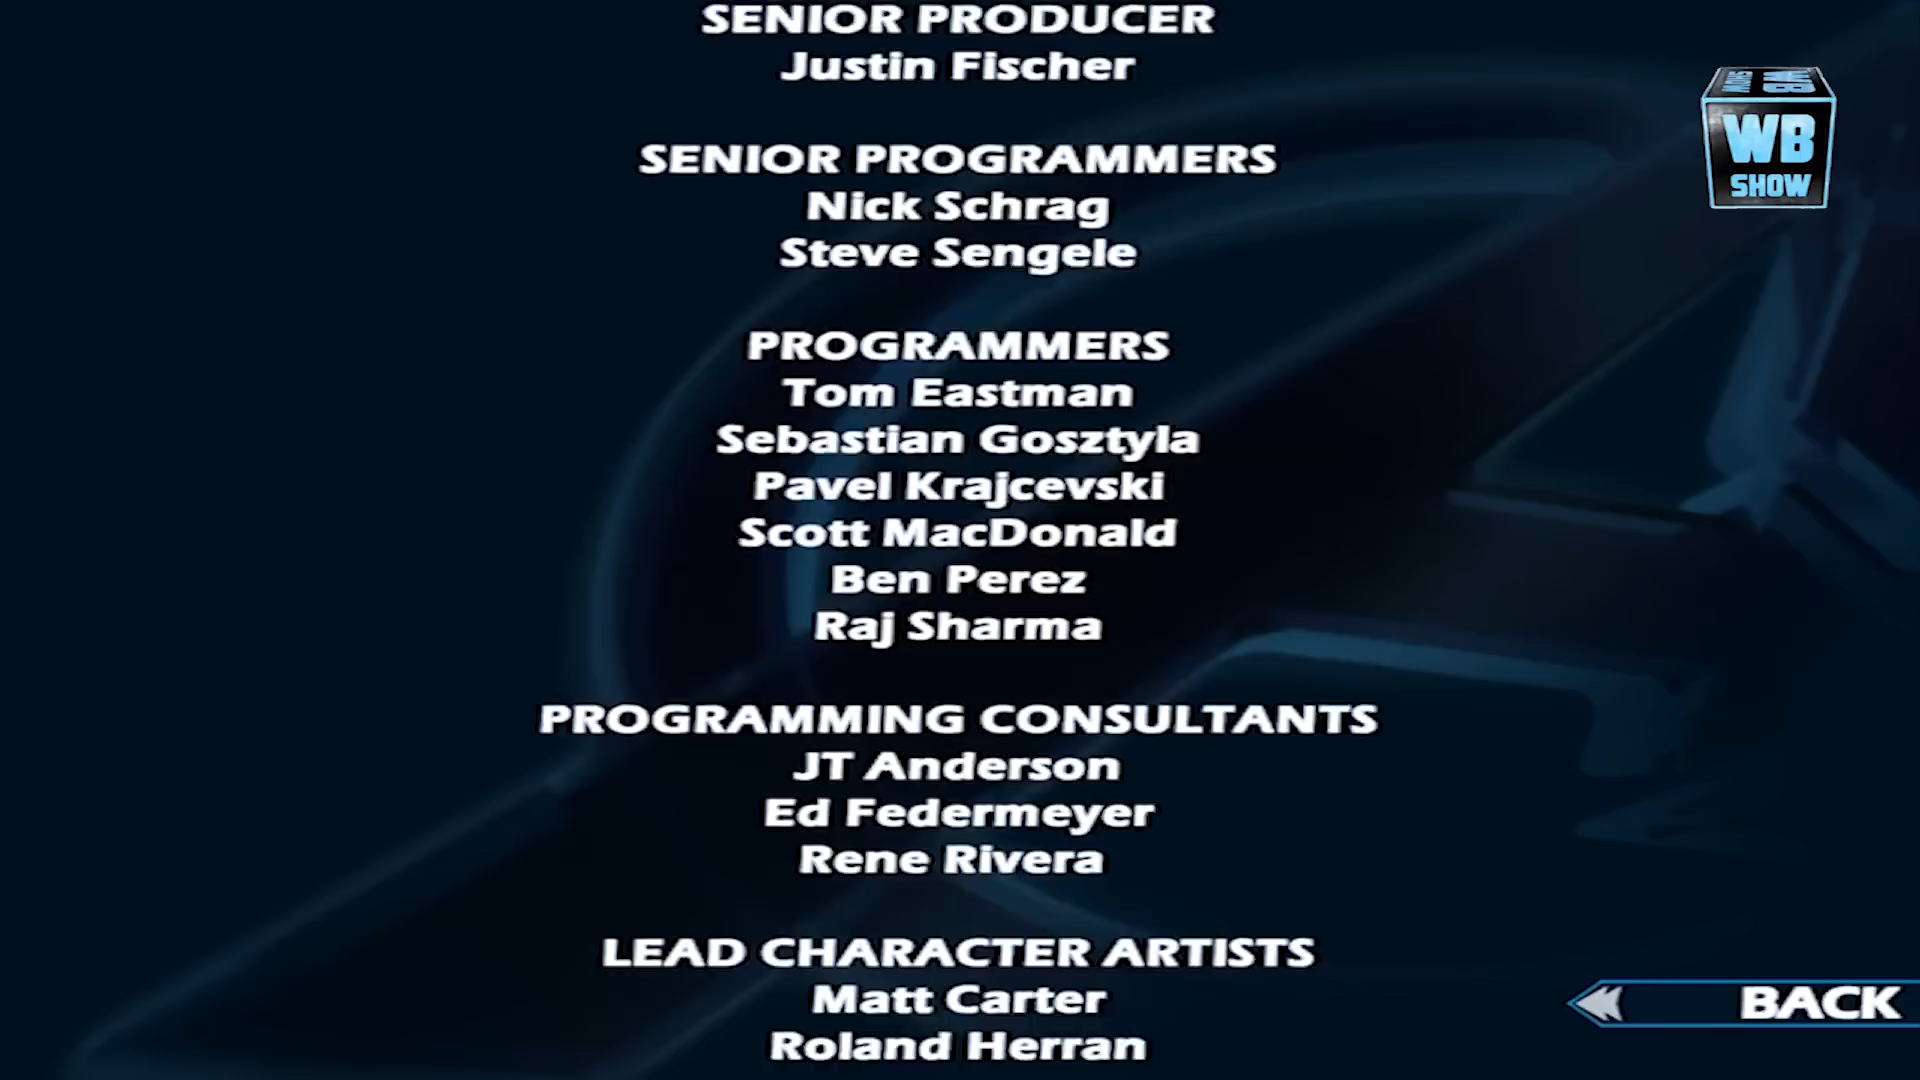 SENIOR PRODUCER
Justin Fischer
SENIOR PROGRAMMERS
Nick Schrag
Steve Sengele
PROGRAMMERS
Tom Eastman
Sebastian Gosztyla
Pavel Krajcevski
Scott MacDonald
Ben Perez
Raj Sharma
PROGRAMMING CONSULTANTS
JT Anderson
Ed Federmeyer
Rene Rivera
LEAD CHARACTER ARTISTS
Matt Carter
Roland Herran
WB
SHOW
WB
SHOW
BACK